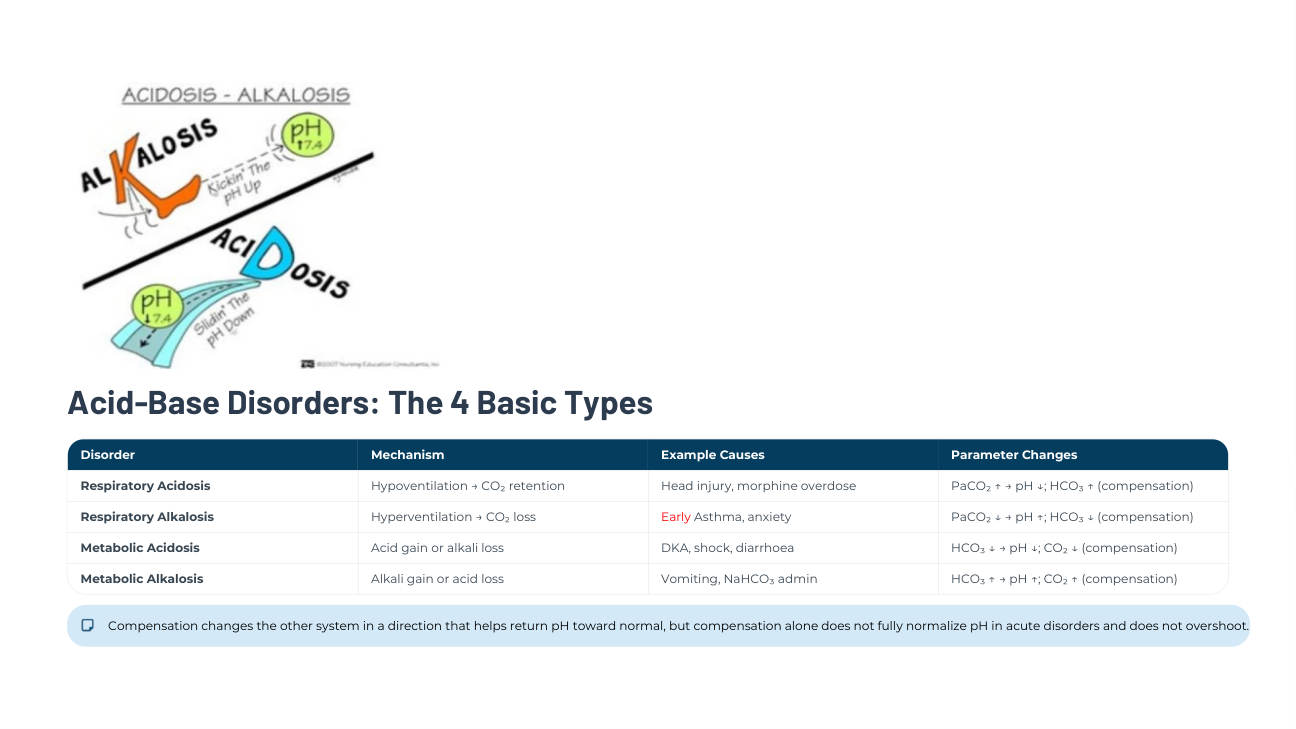 ACIDOSIS - ALKALOSIS
ALKALOSIS
pH
↑7.4
Kickin' The
pH Up
ACIDOSIS
pH
↓7.4
Slidin' The
pH Down
©2007 Nursing Education Consultants, Inc.
Acid-Base Disorders: The 4 Basic Types
Disorder Mechanism Example Causes Parameter Changes
Respiratory Acidosis Hypoventilation → CO₂ retention Head injury, morphine overdose PaCO₂ ↑ → pH ↓; HCO₃ ↑ (compensation)
Respiratory Alkalosis Hyperventilation → CO₂ loss Early Asthma, anxiety PaCO₂ ↓ → pH ↑; HCO₃ ↓ (compensation)
Metabolic Acidosis Acid gain or alkali loss DKA, shock, diarrhoea HCO₃ ↓ → pH ↓; CO₂ ↓ (compensation)
Metabolic Alkalosis Alkali gain or acid loss Vomiting, NaHCO₃ admin HCO₃ ↑ → pH ↑; CO₂ ↑ (compensation)
Compensation changes the other system in a direction that helps return pH toward normal, but compensation alone does not fully normalize pH in acute disorders and does not overshoot.